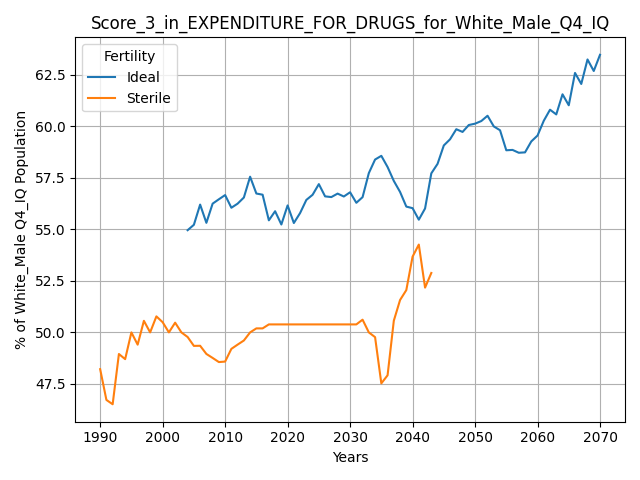 Score_3_in_EXPENDITURE_FOR_DRUGS_for_White_Male_Q4_IQ
Fertility
Ideal
Sterile
% of White_Male Q4_IQ Population
62.5
60.0
57.5
55.0
52.5
50.0
47.5
1990 2000 2010 2020 2030 2040 2050 2060 2070
Years